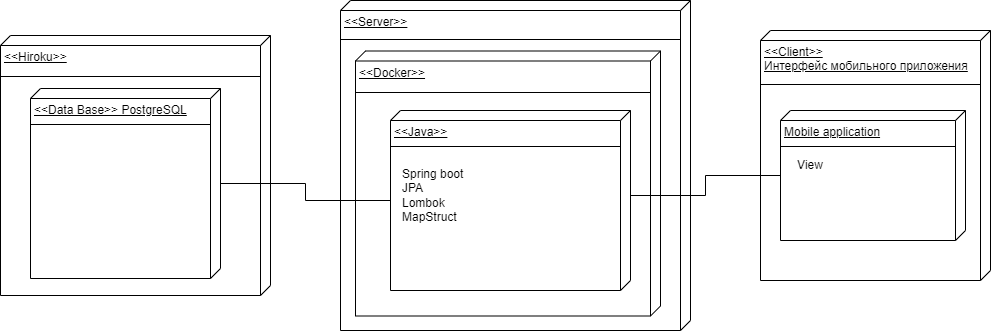 <<Hiroku>>
<<Data Base>> PostgreSQL
<<Server>>
<<Docker>>
<<Java>>
Spring boot
JPA
Lombok
MapStruct
<<Client>>
Интерфейс мобильного приложения
Mobile application
View